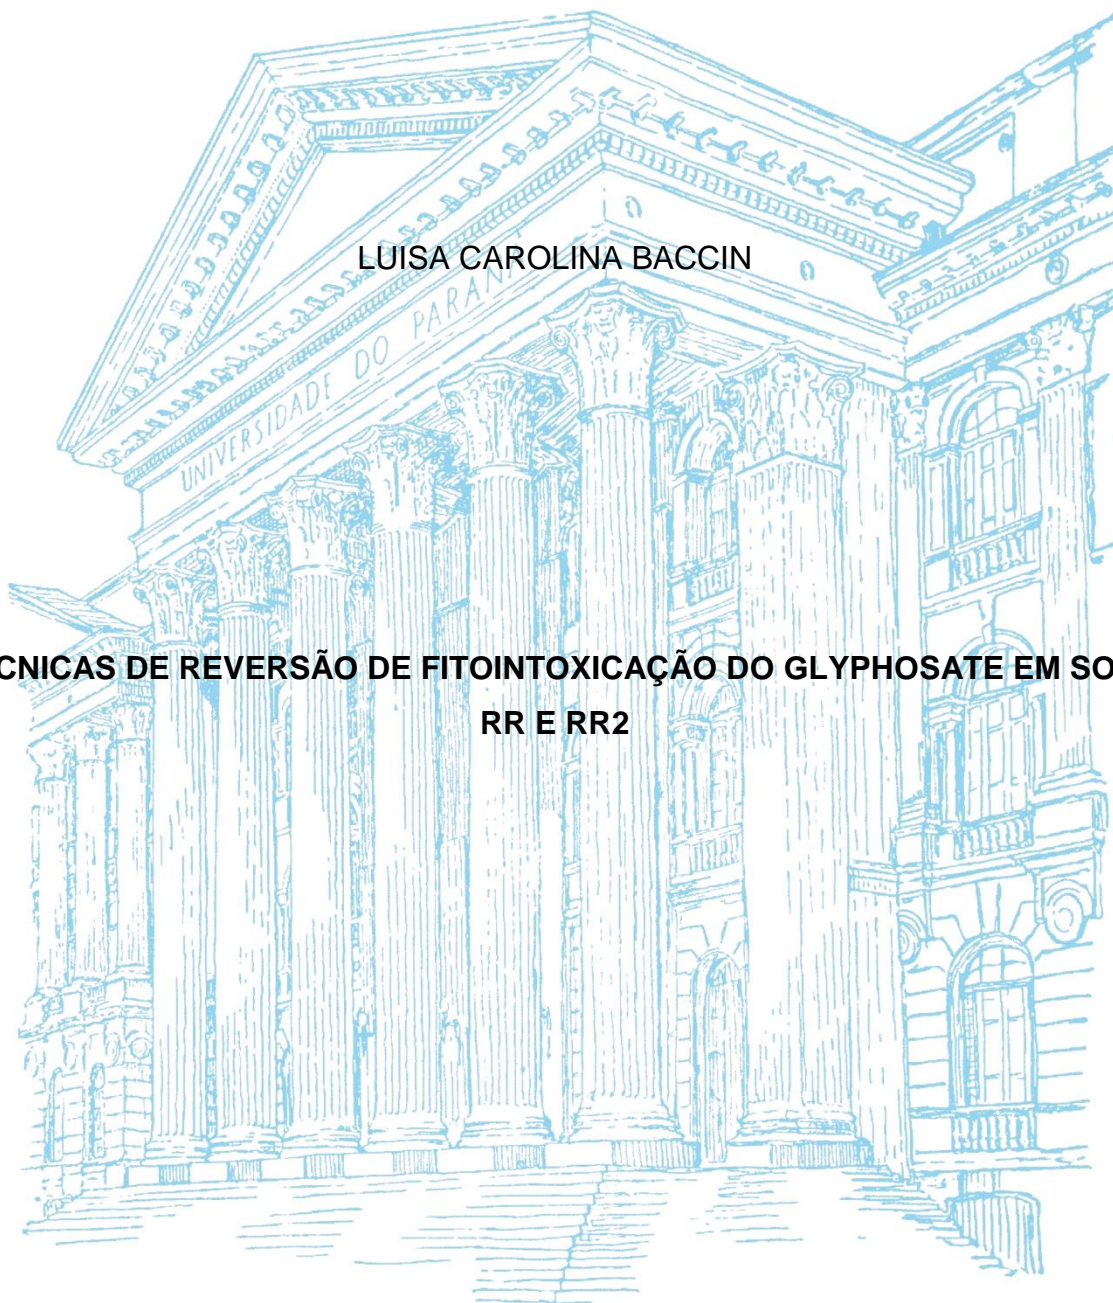 LUISA CAROLINA BACCIN
UNIVERSIDADE DO PARANÁ
CNICAS DE REVERSÃO DE FITOINTOXICAÇÃO DO GLYPHOSATE EM SO
RR E RR2